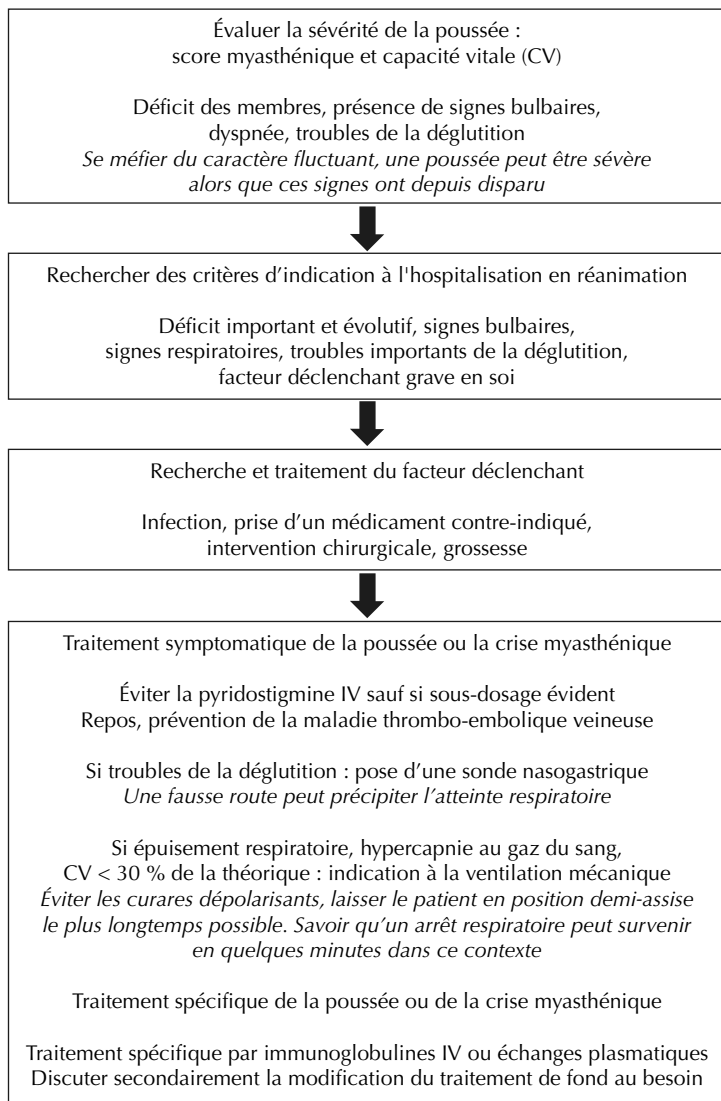 Évaluer la sévérité de la poussée :
score myasthénique et capacité vitale (CV)
Déficit des membres, présence de signes bulbaires,
dyspnée, troubles de la déglutition
Se méfier du caractère fluctuant, une poussée peut être sévère
alors que ces signes ont depuis disparu
Rechercher des critères d’indication à l'hospitalisation en réanimation
Déficit important et évolutif, signes bulbaires,
signes respiratoires, troubles importants de la déglutition,
facteur déclenchant grave en soi
Recherche et traitement du facteur déclenchant
Infection, prise d’un médicament contre-indiqué,
intervention chirurgicale, grossesse
Traitement symptomatique de la poussée ou la crise myasthénique
Éviter la pyridostigmine IV sauf si sous-dosage évident
Repos, prévention de la maladie thrombo-embolique veineuse
Si troubles de la déglutition : pose d’une sonde nasogastrique
Une fausse route peut précipiter l’atteinte respiratoire
Si épuisement respiratoire, hypercapnie au gaz du sang,
CV < 30 % de la théorique : indication à la ventilation mécanique
Éviter les curares dépolarisants, laisser le patient en position demi-assise
le plus longtemps possible. Savoir qu’un arrêt respiratoire peut survenir
en quelques minutes dans ce contexte
Traitement spécifique de la poussée ou de la crise myasthénique
Traitement spécifique par immunoglobulines IV ou échanges plasmatiques
Discuter secondairement la modification du traitement de fond au besoin